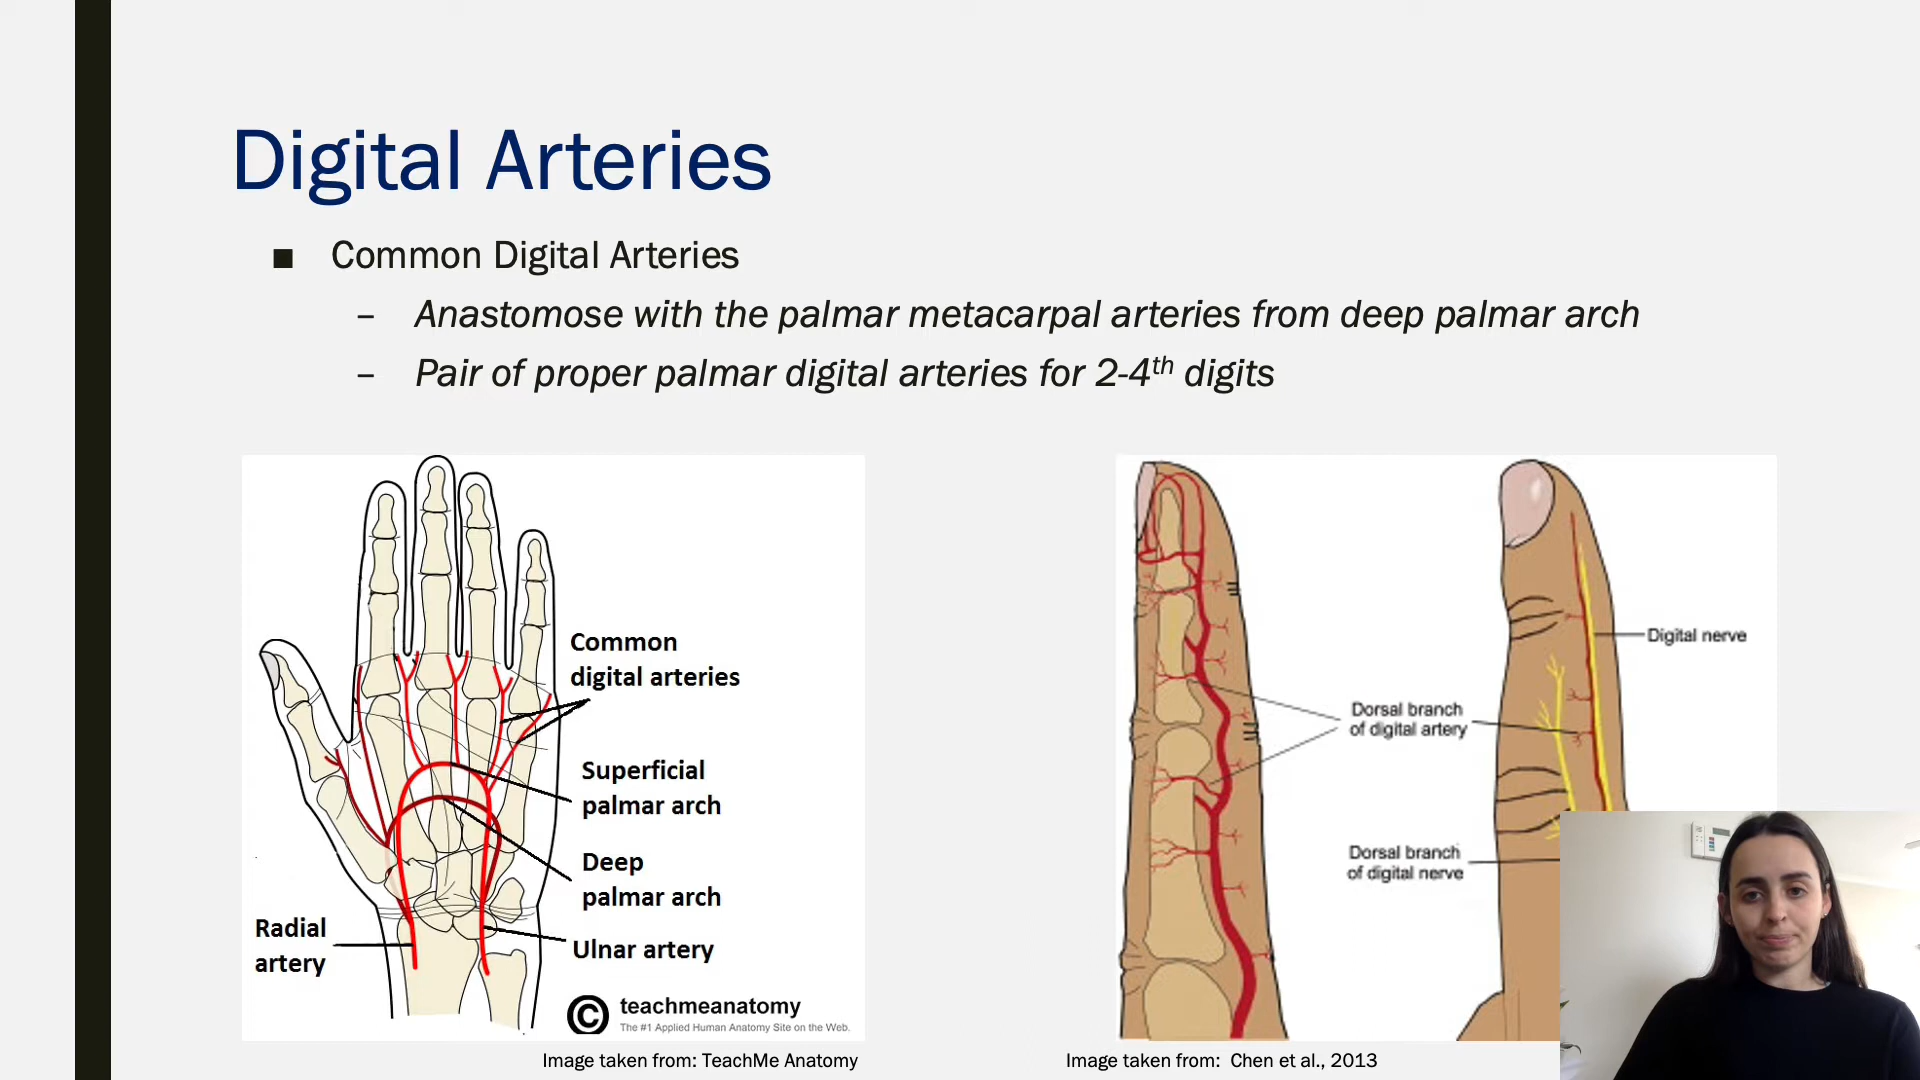 Digital Arteries
■ Common Digital Arteries
– Anastomose with the palmar metacarpal arteries from deep palmar arch
– Pair of proper palmar digital arteries for 2-4th digits
Common
digital arteries
Superficial
palmar arch
Deep
palmar arch
Radial
artery
Ulnar artery
© teachmeanatomy
The #1 Applied Human Anatomy Site on the Web.
Image taken from: TeachMe Anatomy
Digital nerve
Dorsal branch
of digital artery
Dorsal branch
of digital nerve
Image taken from: Chen et al., 2013